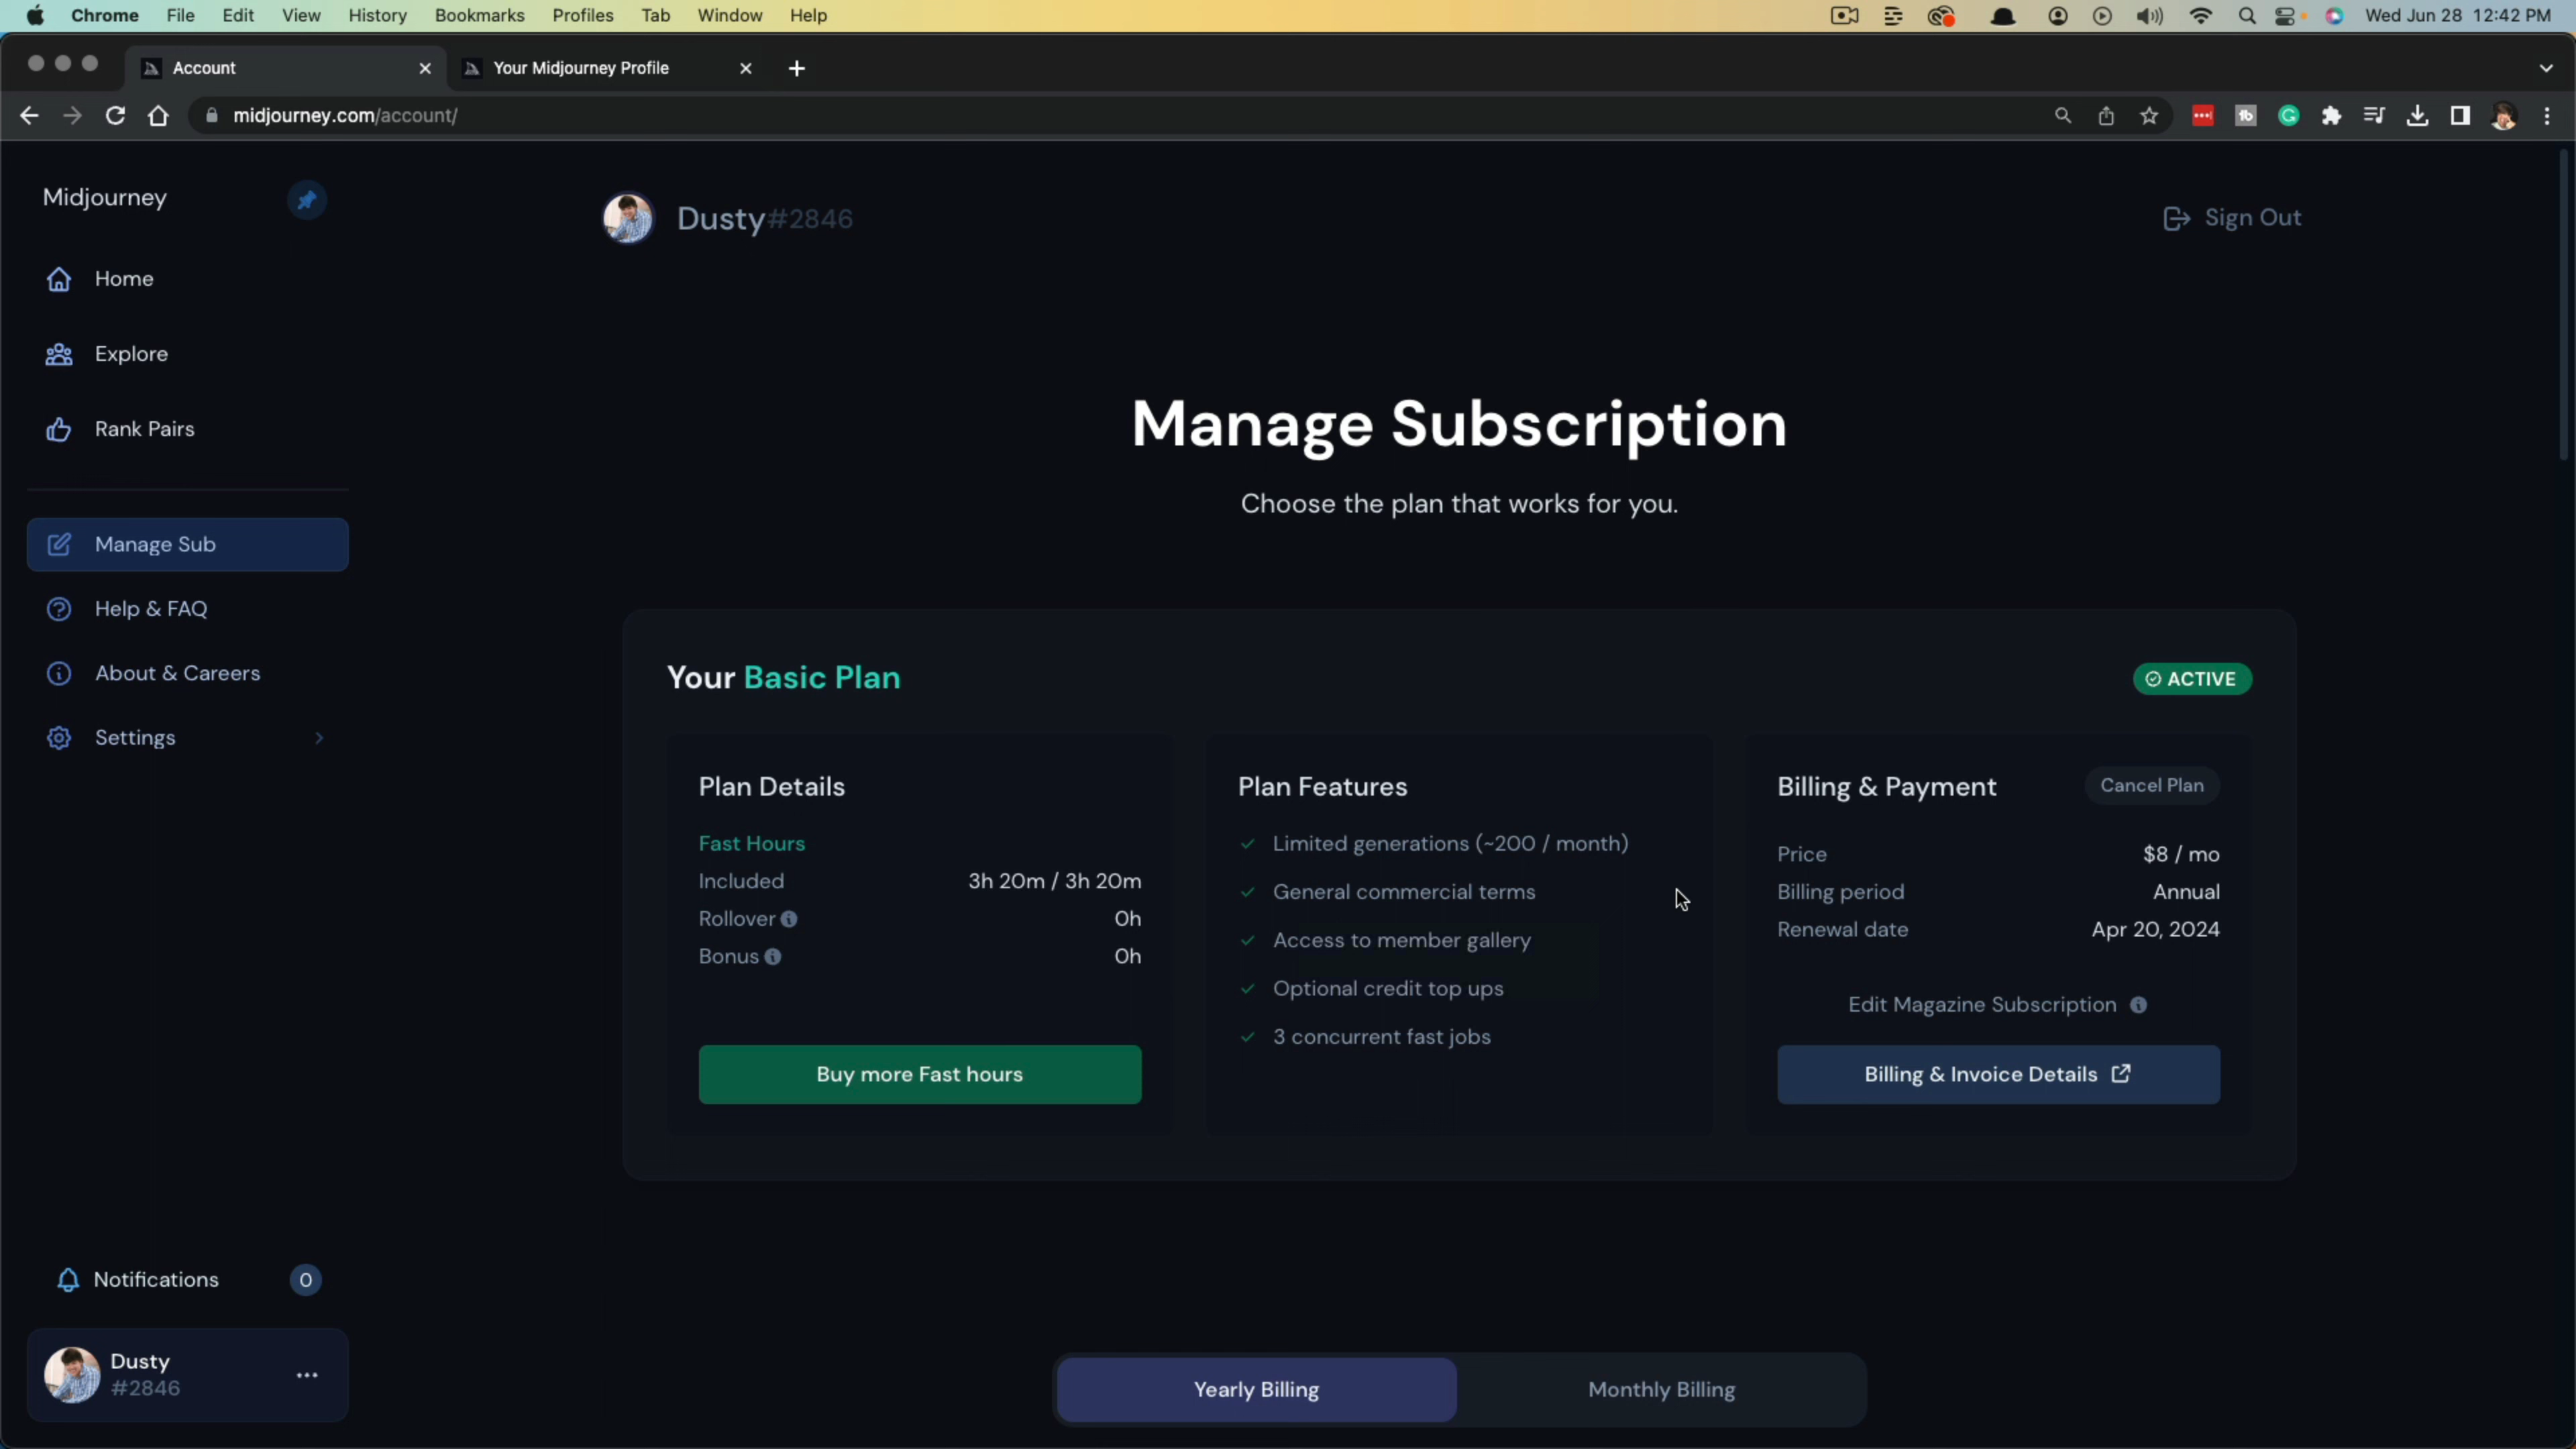 Chrome File Edit View History Bookmarks Profiles Tab Window Help
Wed Jun 28 12:42 PM
Account
Your Midjourney Profile
midjourney.com/account/
Midjourney
Home
Explore
Rank Pairs
Manage Sub
Help & FAQ
About & Careers
Settings
Notifications 0
Dusty
#2846
Dusty#2846
Sign Out
Manage Subscription
Choose the plan that works for you.
Your Basic Plan
ACTIVE
Plan Details
Fast Hours
Included 3h 20m / 3h 20m
Rollover 0h
Bonus 0h
Buy more Fast hours
Plan Features
Limited generations (~200 / month)
General commercial terms
Access to member gallery
Optional credit top ups
3 concurrent fast jobs
Billing & Payment
Cancel Plan
Price $8 / mo
Billing period Annual
Renewal date Apr 20, 2024
Edit Magazine Subscription
Billing & Invoice Details
Yearly Billing
Monthly Billing